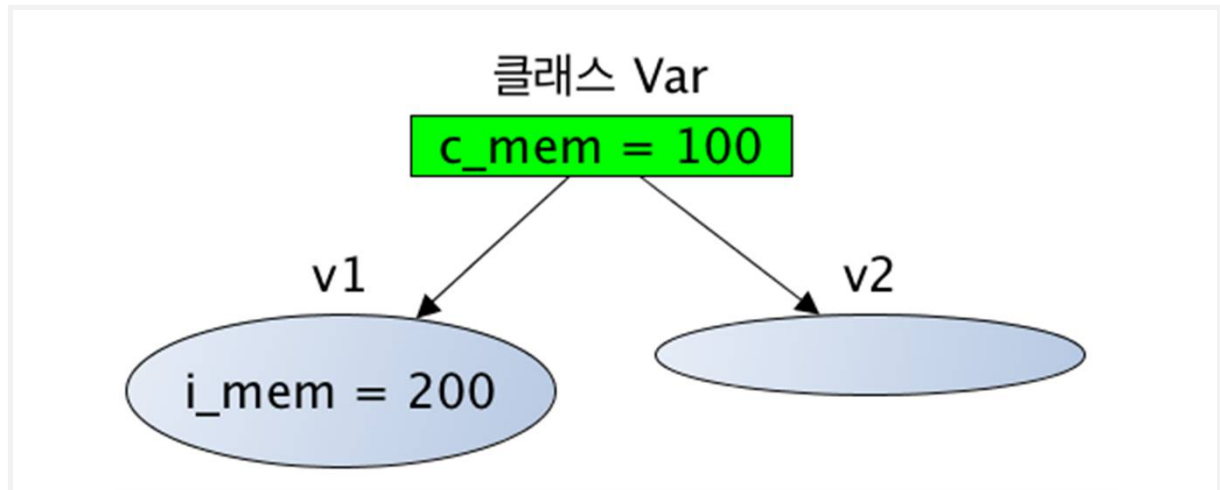 클래스 Var
c_mem = 100
v1
v2
i_mem = 200